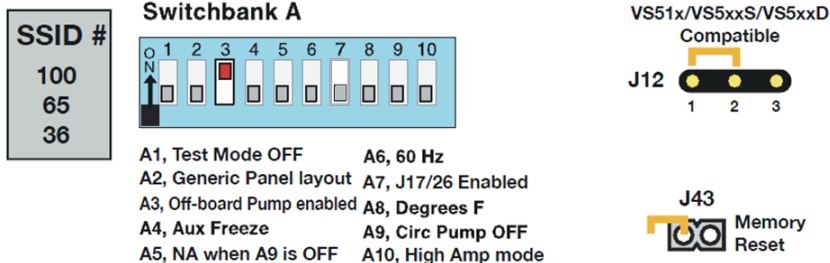 Switchbank A
VS51x/VS5xxS/VS5xxD
Compatible
SSID #
100
65
36
ON
1 2 3 4 5 6 7 8 9 10
J12
1 2 3
A1, Test Mode OFF
A2, Generic Panel layout
A3, Off-board Pump enabled
A4, Aux Freeze
A5, NA when A9 is OFF
A6, 60 Hz
A7, J17/26 Enabled
A8, Degrees F
A9, Circ Pump OFF
A10, High Amp mode
J43
Memory
Reset